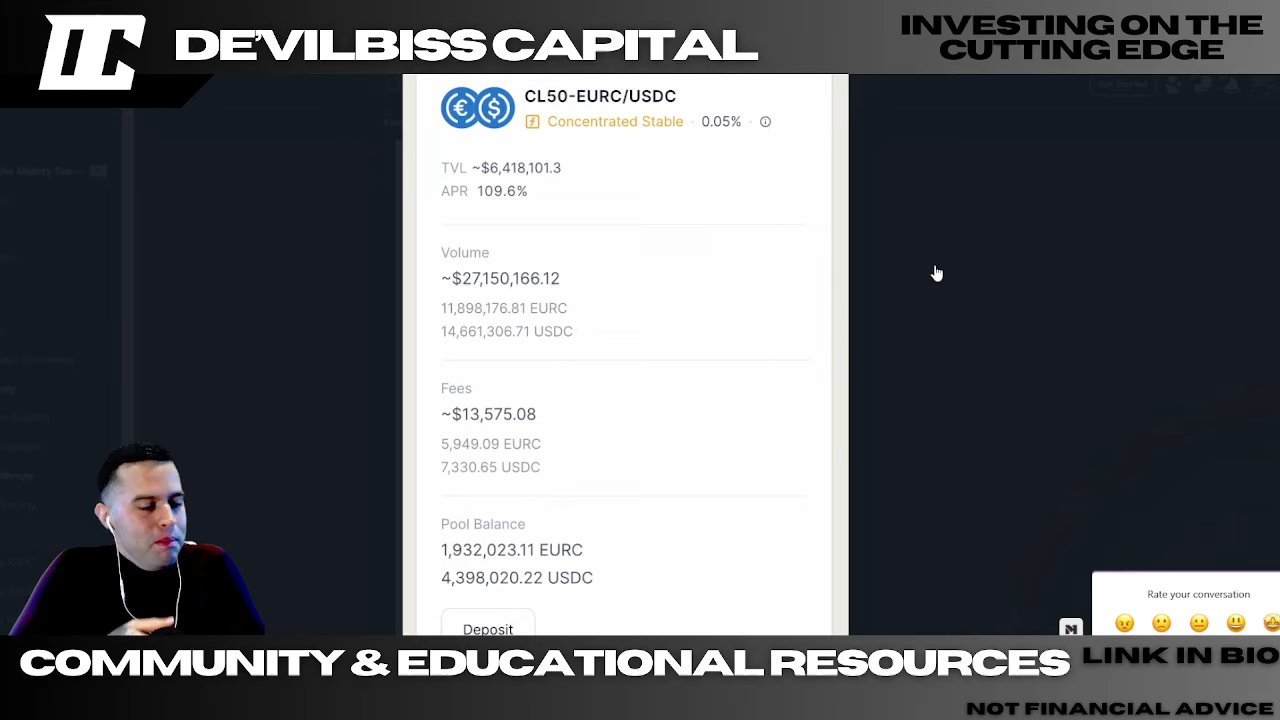 DE'VILBISS CAPITAL
INVESTING ON THE
CUTTING EDGE
CL50-EURC/USDC
Concentrated Stable · 0.05%
TVL ~$6,418,101.3
APR 109.6%
Volume
~$27,150,166.12
11,898,176.81 EURC
14,661,306.71 USDC
Fees
~$13,575.08
5,949.09 EURC
7,330.65 USDC
Pool Balance
1,932,023.11 EURC
4,398,020.22 USDC
Deposit
Rate your conversation
COMMUNITY & EDUCATIONAL RESOURCES
LINK IN BIO
NOT FINANCIAL ADVICE